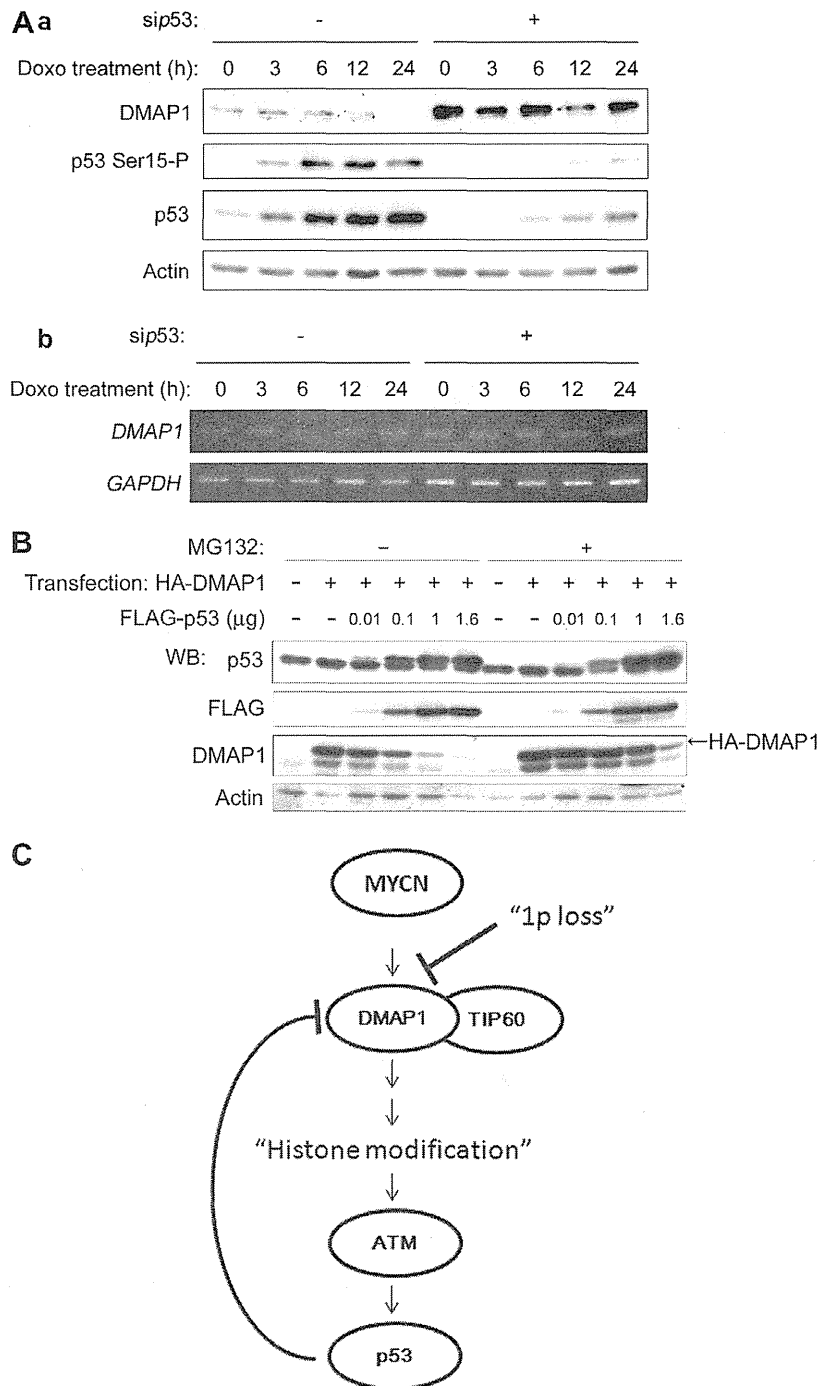 Aa
sip53: - +
Doxo treatment (h): 0 3 6 12 24 0 3 6 12 24
DMAP1
p53 Ser15-P
p53
Actin
b
sip53: - +
Doxo treatment (h): 0 3 6 12 24 0 3 6 12 24
DMAP1
GAPDH
B
MG132: – +
Transfection: HA-DMAP1 - + + + + + - + + + + +
FLAG-p53 (µg) - - 0.01 0.1 1 1.6 - - 0.01 0.1 1 1.6
WB: p53
FLAG
←HA-DMAP1
DMAP1
Actin
C
MYCN
“1p loss”
DMAP1 TIP60
“Histone modification”
ATM
p53